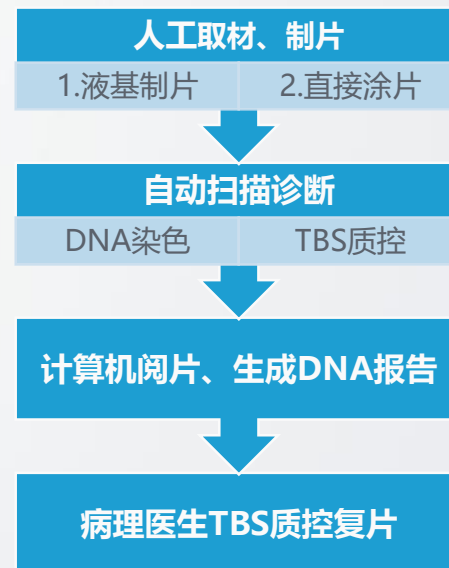 人工取材、制片
1.液基制片 2.直接涂片
自动扫描诊断
DNA染色 TBS质控
计算机阅片、生成DNA报告
病理医生TBS质控复片